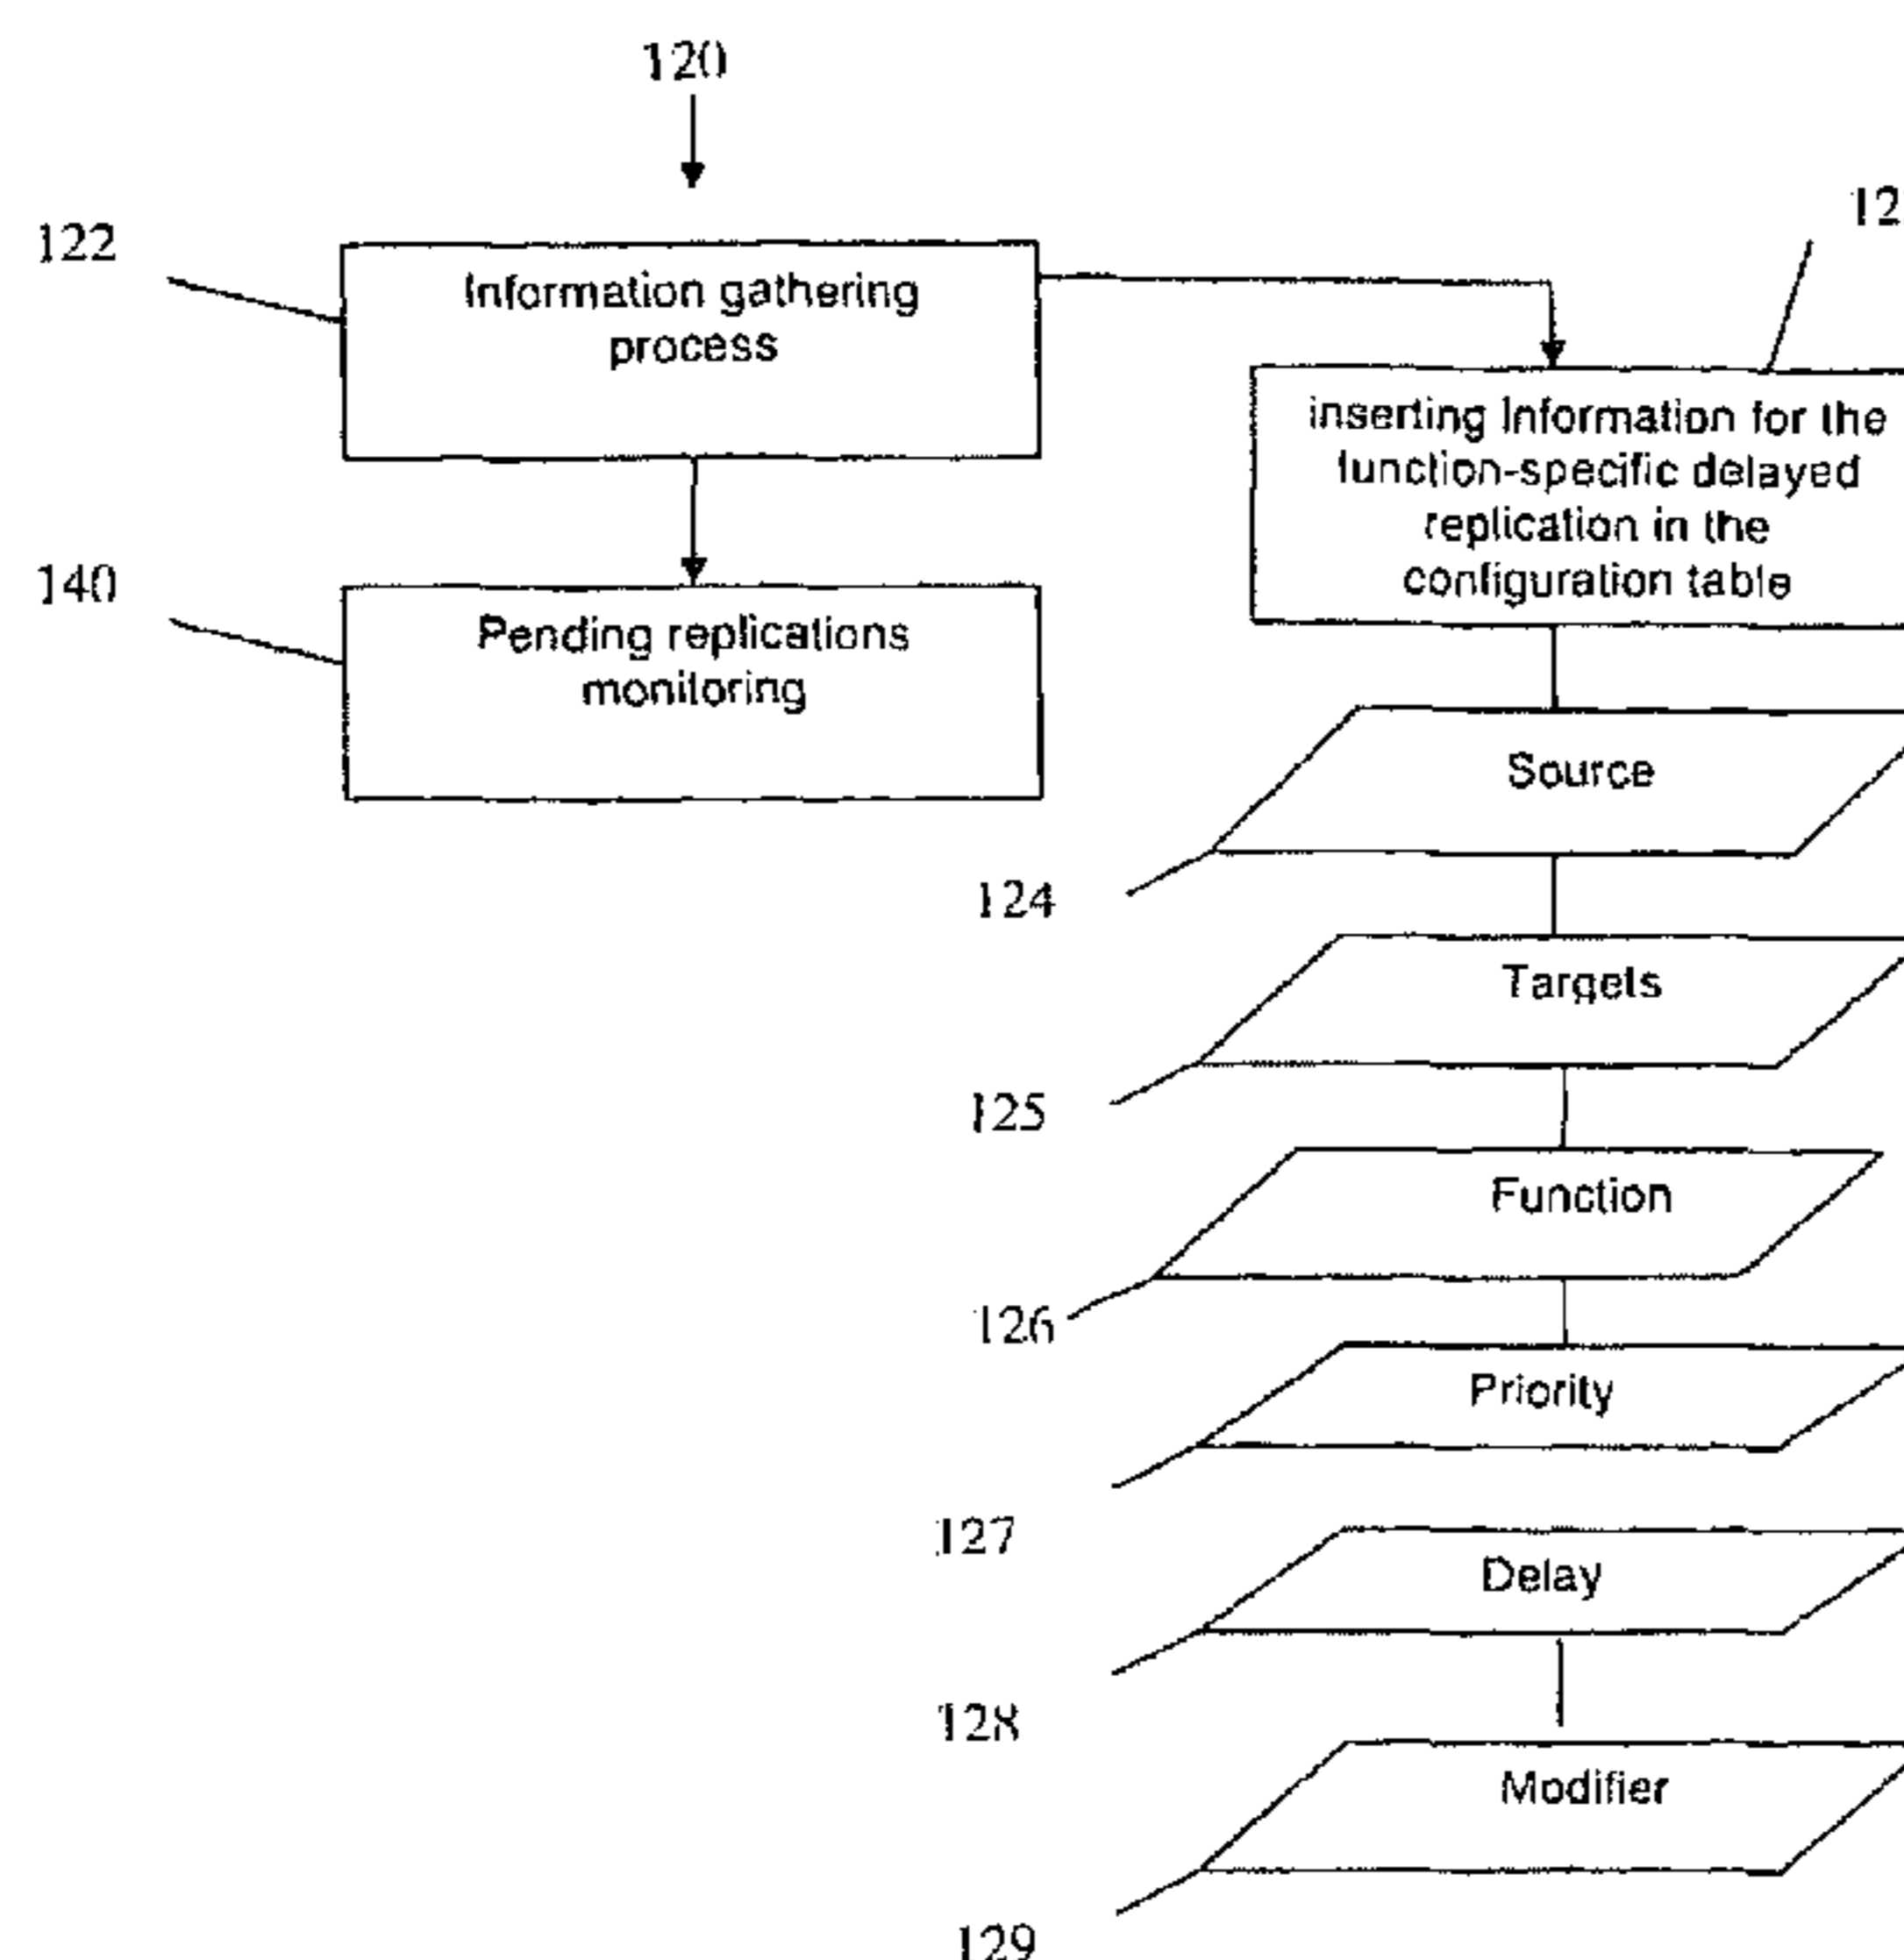 120
122
Information gathering
process
12
inserting Information for the
function-specific delayed
replication in the
configuration table
140
Pending replications
monitoring
Source
124
Targets
125
Function
126
Priority
127
Delay
128
Modifier
129